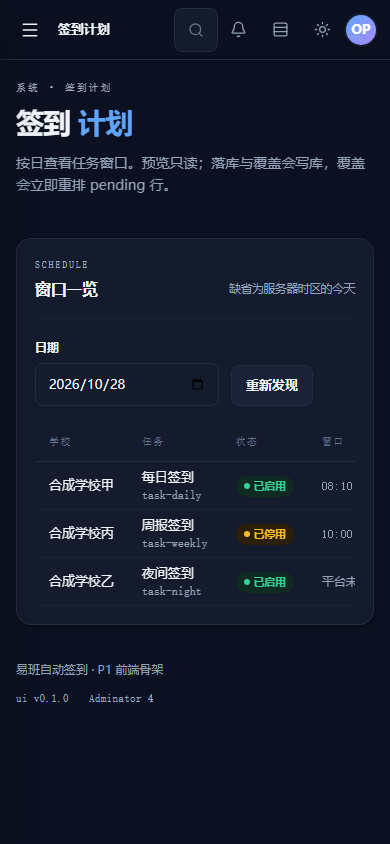 签到计划
OP
系统 • 签到计划
签到 计划
按日查看任务窗口。预览只读；落库与覆盖会写库，覆盖
会立即重排 pending 行。
SCHEDULE
窗口一览
缺省为服务器时区的今天
日期
2026/10/28
重新发现
学校 任务 状态 窗口
合成学校甲 每日签到 已启用 08:10
task-daily
合成学校丙 周报签到 已停用 10:00
task-weekly
合成学校乙 夜间签到 已启用 平台未
task-night
易班自动签到 · P1 前端骨架
ui v0.1.0 Adminator 4